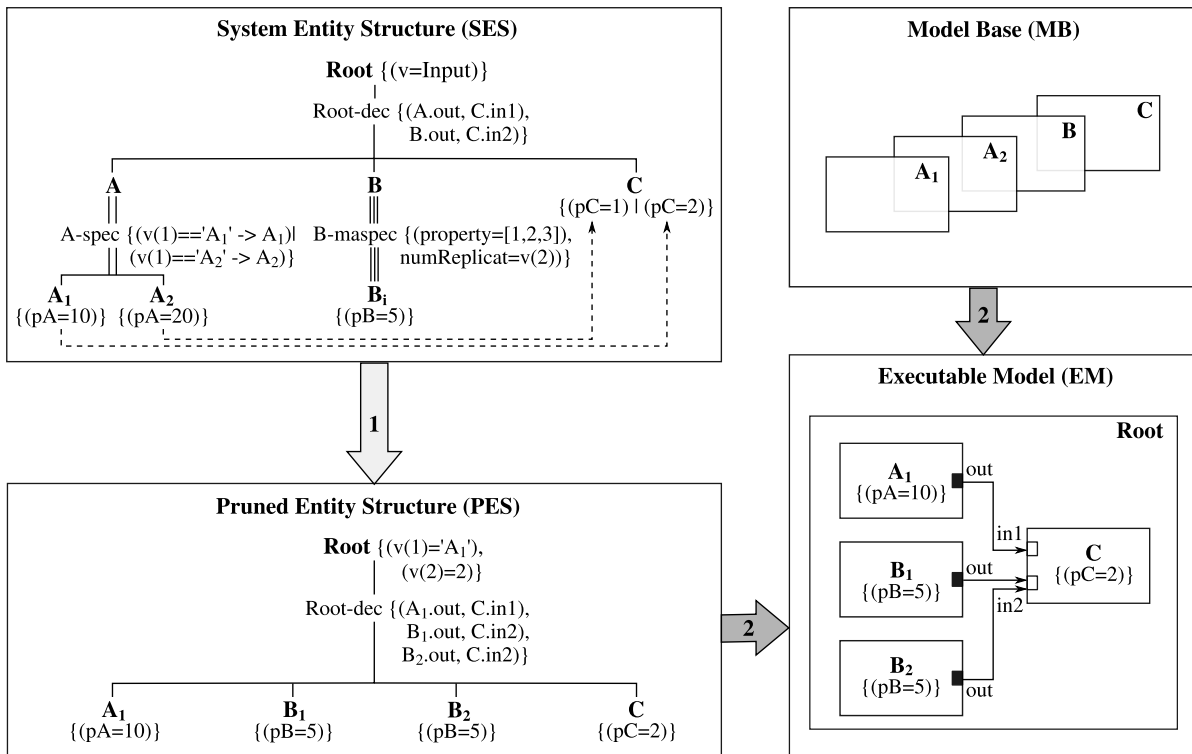 System Entity Structure (SES)
Root {(v=Input)}
Root-dec {(A.out, C.in1),
B.out, C.in2)}
A
B
C
{(pC=1) | (pC=2)}
A-spec {(v(1)=='A₁' -> A₁)|
(v(1)=='A₂' -> A₂)}
B-maspec {(property=[1,2,3]),
numReplicat=v(2))}
A₁
{(pA=10)}
A₂
{(pA=20)}
Bᵢ
{(pB=5)}
1
Pruned Entity Structure (PES)
Root {(v(1)='A₁'),
(v(2)=2)}
Root-dec {(A₁.out, C.in1),
B₁.out, C.in2),
B₂.out, C.in2)}
A₁
{(pA=10)}
B₁
{(pB=5)}
B₂
{(pB=5)}
C
{(pC=2)}
2
Model Base (MB)
C
B
A₂
A₁
2
Executable Model (EM)
Root
A₁
{(pA=10)}
out
in1
B₁
{(pB=5)}
out
C
{(pC=2)}
in2
B₂
{(pB=5)}
out